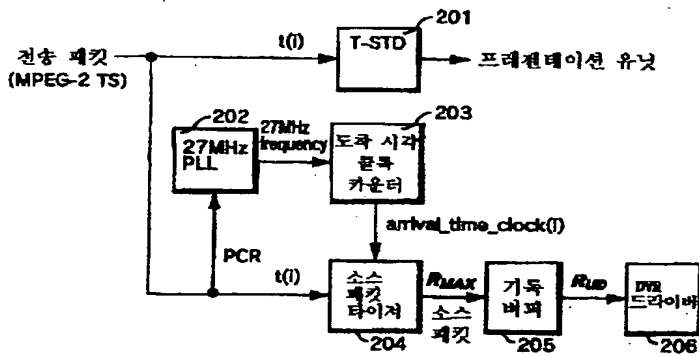 전송 패킷
(MPEG-2 TS)
t(i)
T-STD
201
프레젠테이션 유닛
202
27MHz
PLL
27MHz
frequency
203
도착 시각
클록
카운터
arrival_time_clock(i)
PCR
t(i)
소스
패킷
타이저
204
RMAX
소스
패킷
기록
버퍼
205
RUD
DVR
드라이버
206